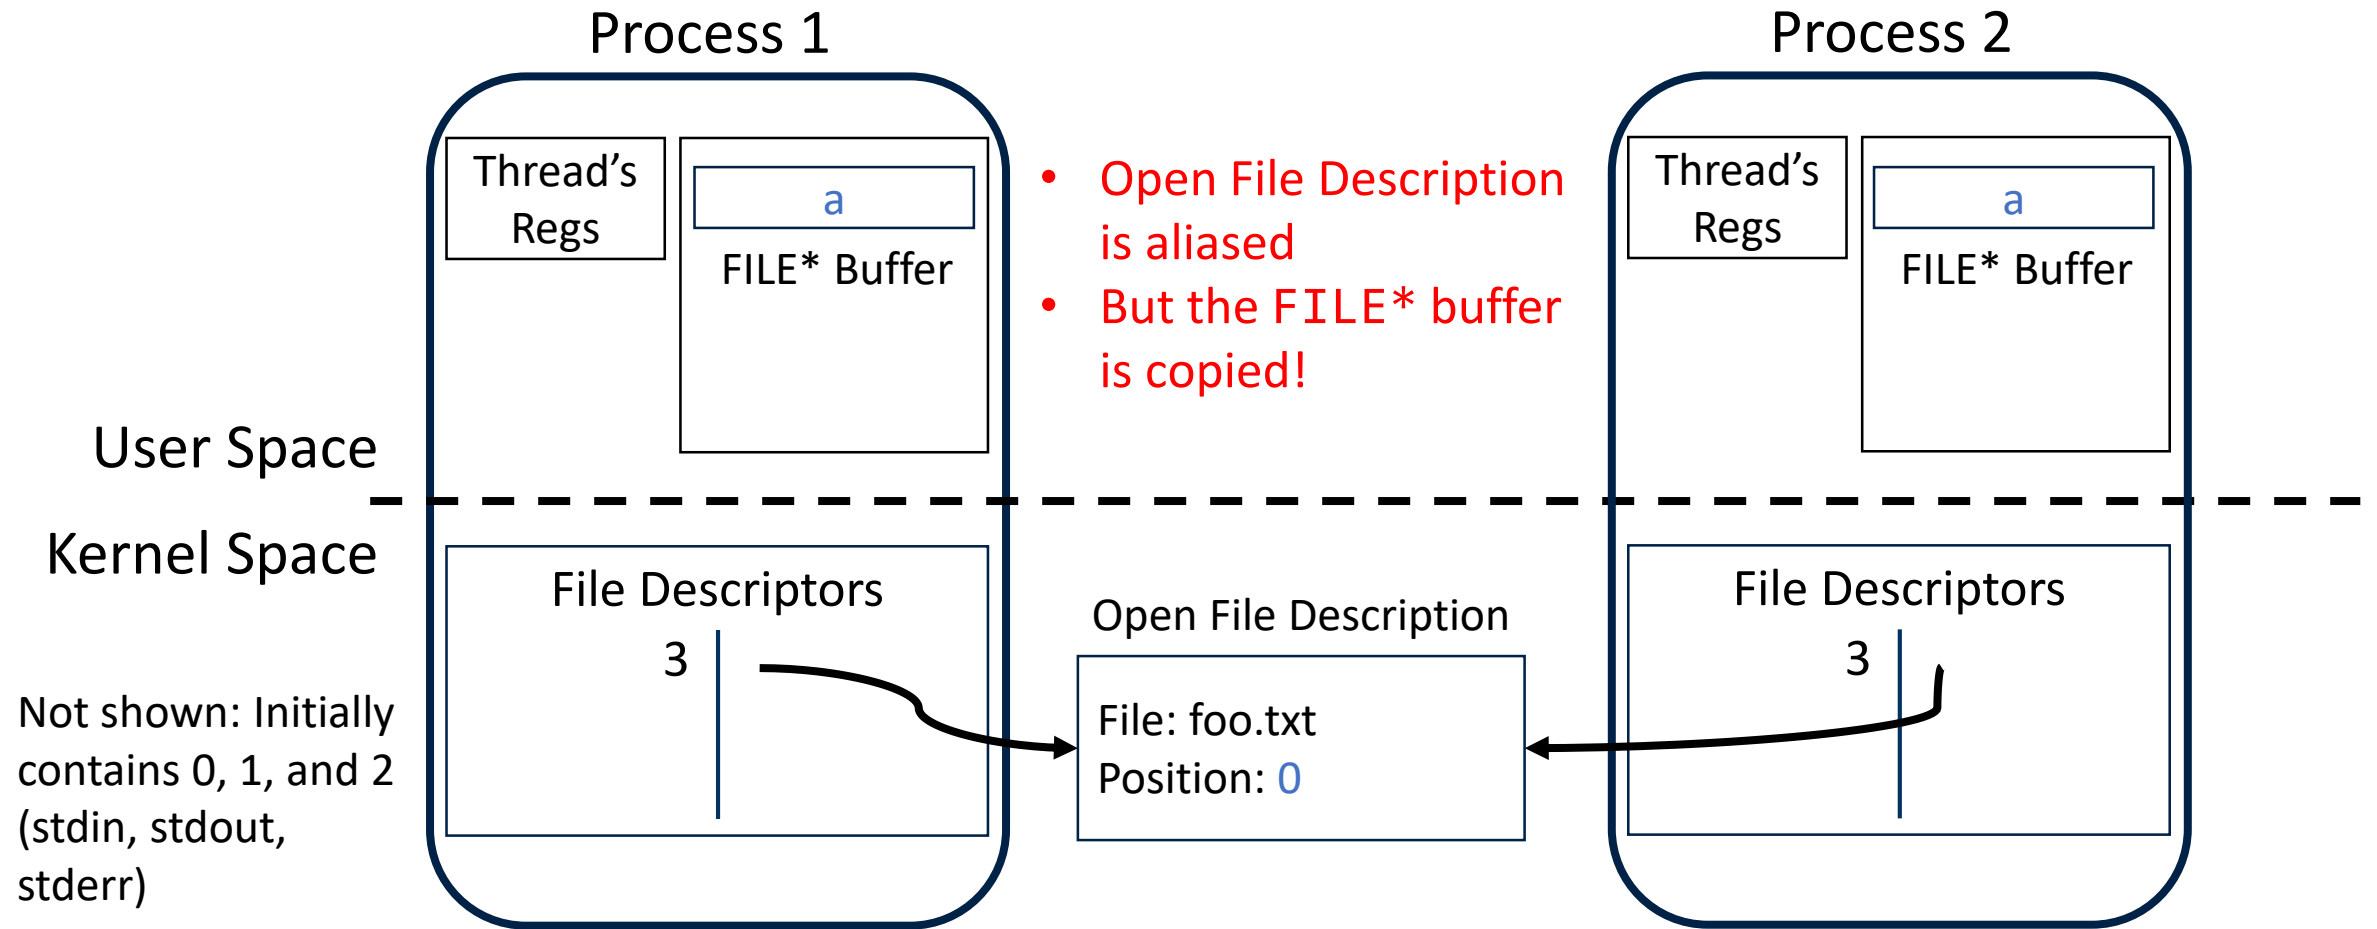 Process 1
Process 2
Thread’s
Regs
a
FILE* Buffer
• Open File Description
is aliased
• But the FILE* buffer
is copied!
Thread’s
Regs
a
FILE* Buffer
User Space
Kernel Space
Not shown: Initially
contains 0, 1, and 2
(stdin, stdout,
stderr)
File Descriptors
3
Open File Description
File: foo.txt
Position: 0
File Descriptors
3